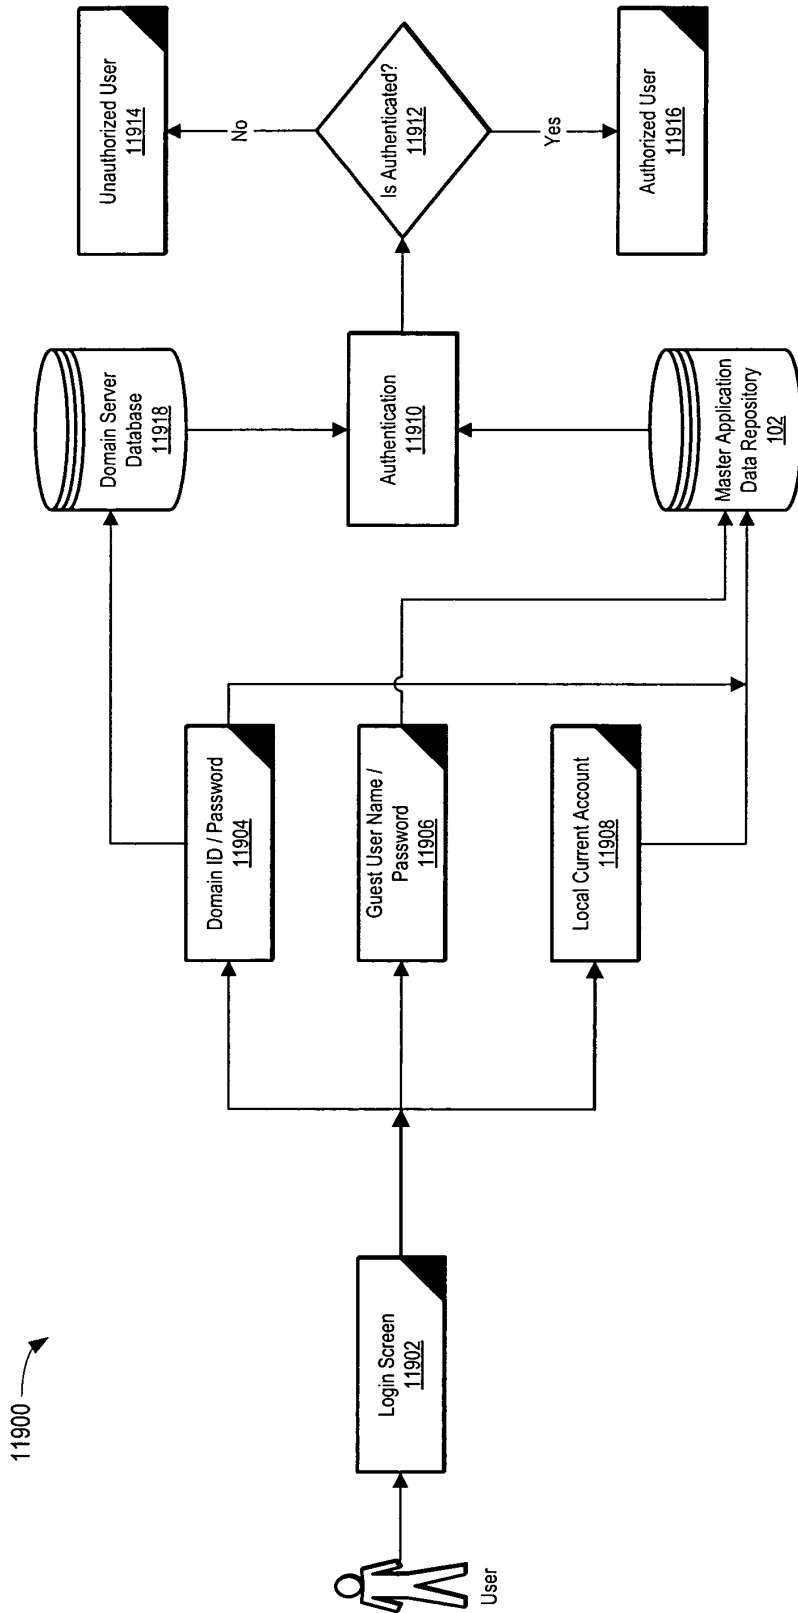 11900
User
Login Screen
11902
Domain ID / Password
11904
Guest User Name /
Password
11906
Local Current Account
11908
Domain Server
Database
11918
Authentication
11910
Master Application
Data Repository
102
Is Authenticated?
11912
No
Yes
Unauthorized User
11914
Authorized User
11916